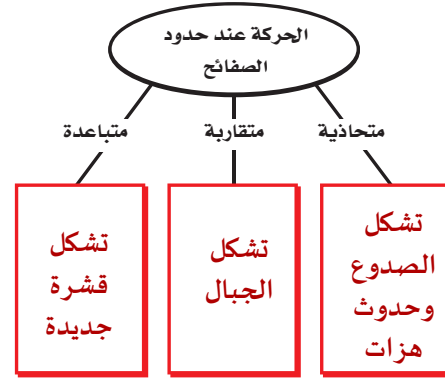 الحركة عند حدود
الصفائح
متحاذية
متقاربة
متباعدة
تشكل
الصدوع
وحدوث
هزات
تشكل
الجبال
تشكل
قشرة
جديدة